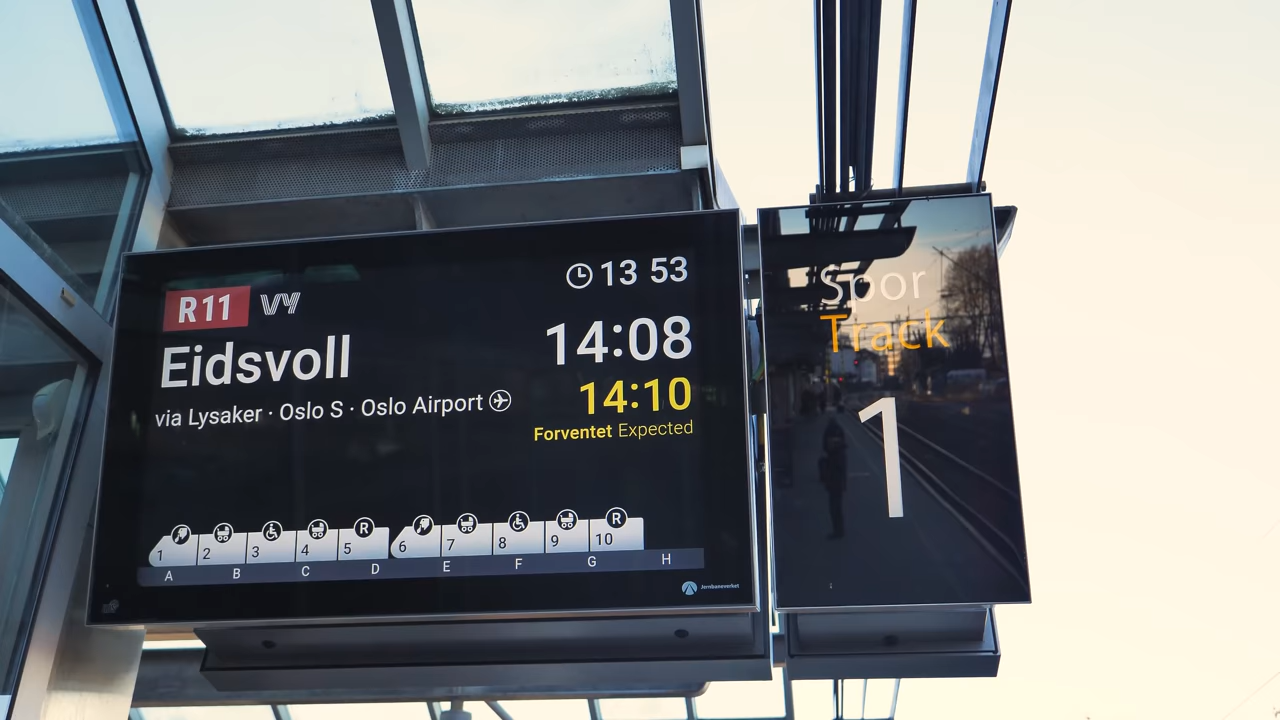 R11 VY
13 53
Eidsvoll
14:08
via Lysaker · Oslo S · Oslo Airport
14:10
Forventet Expected
R R
1 2 3 4 5 6 7 8 9 10
A B C D E F G H
Jernbaneverket
Spor
Track
1